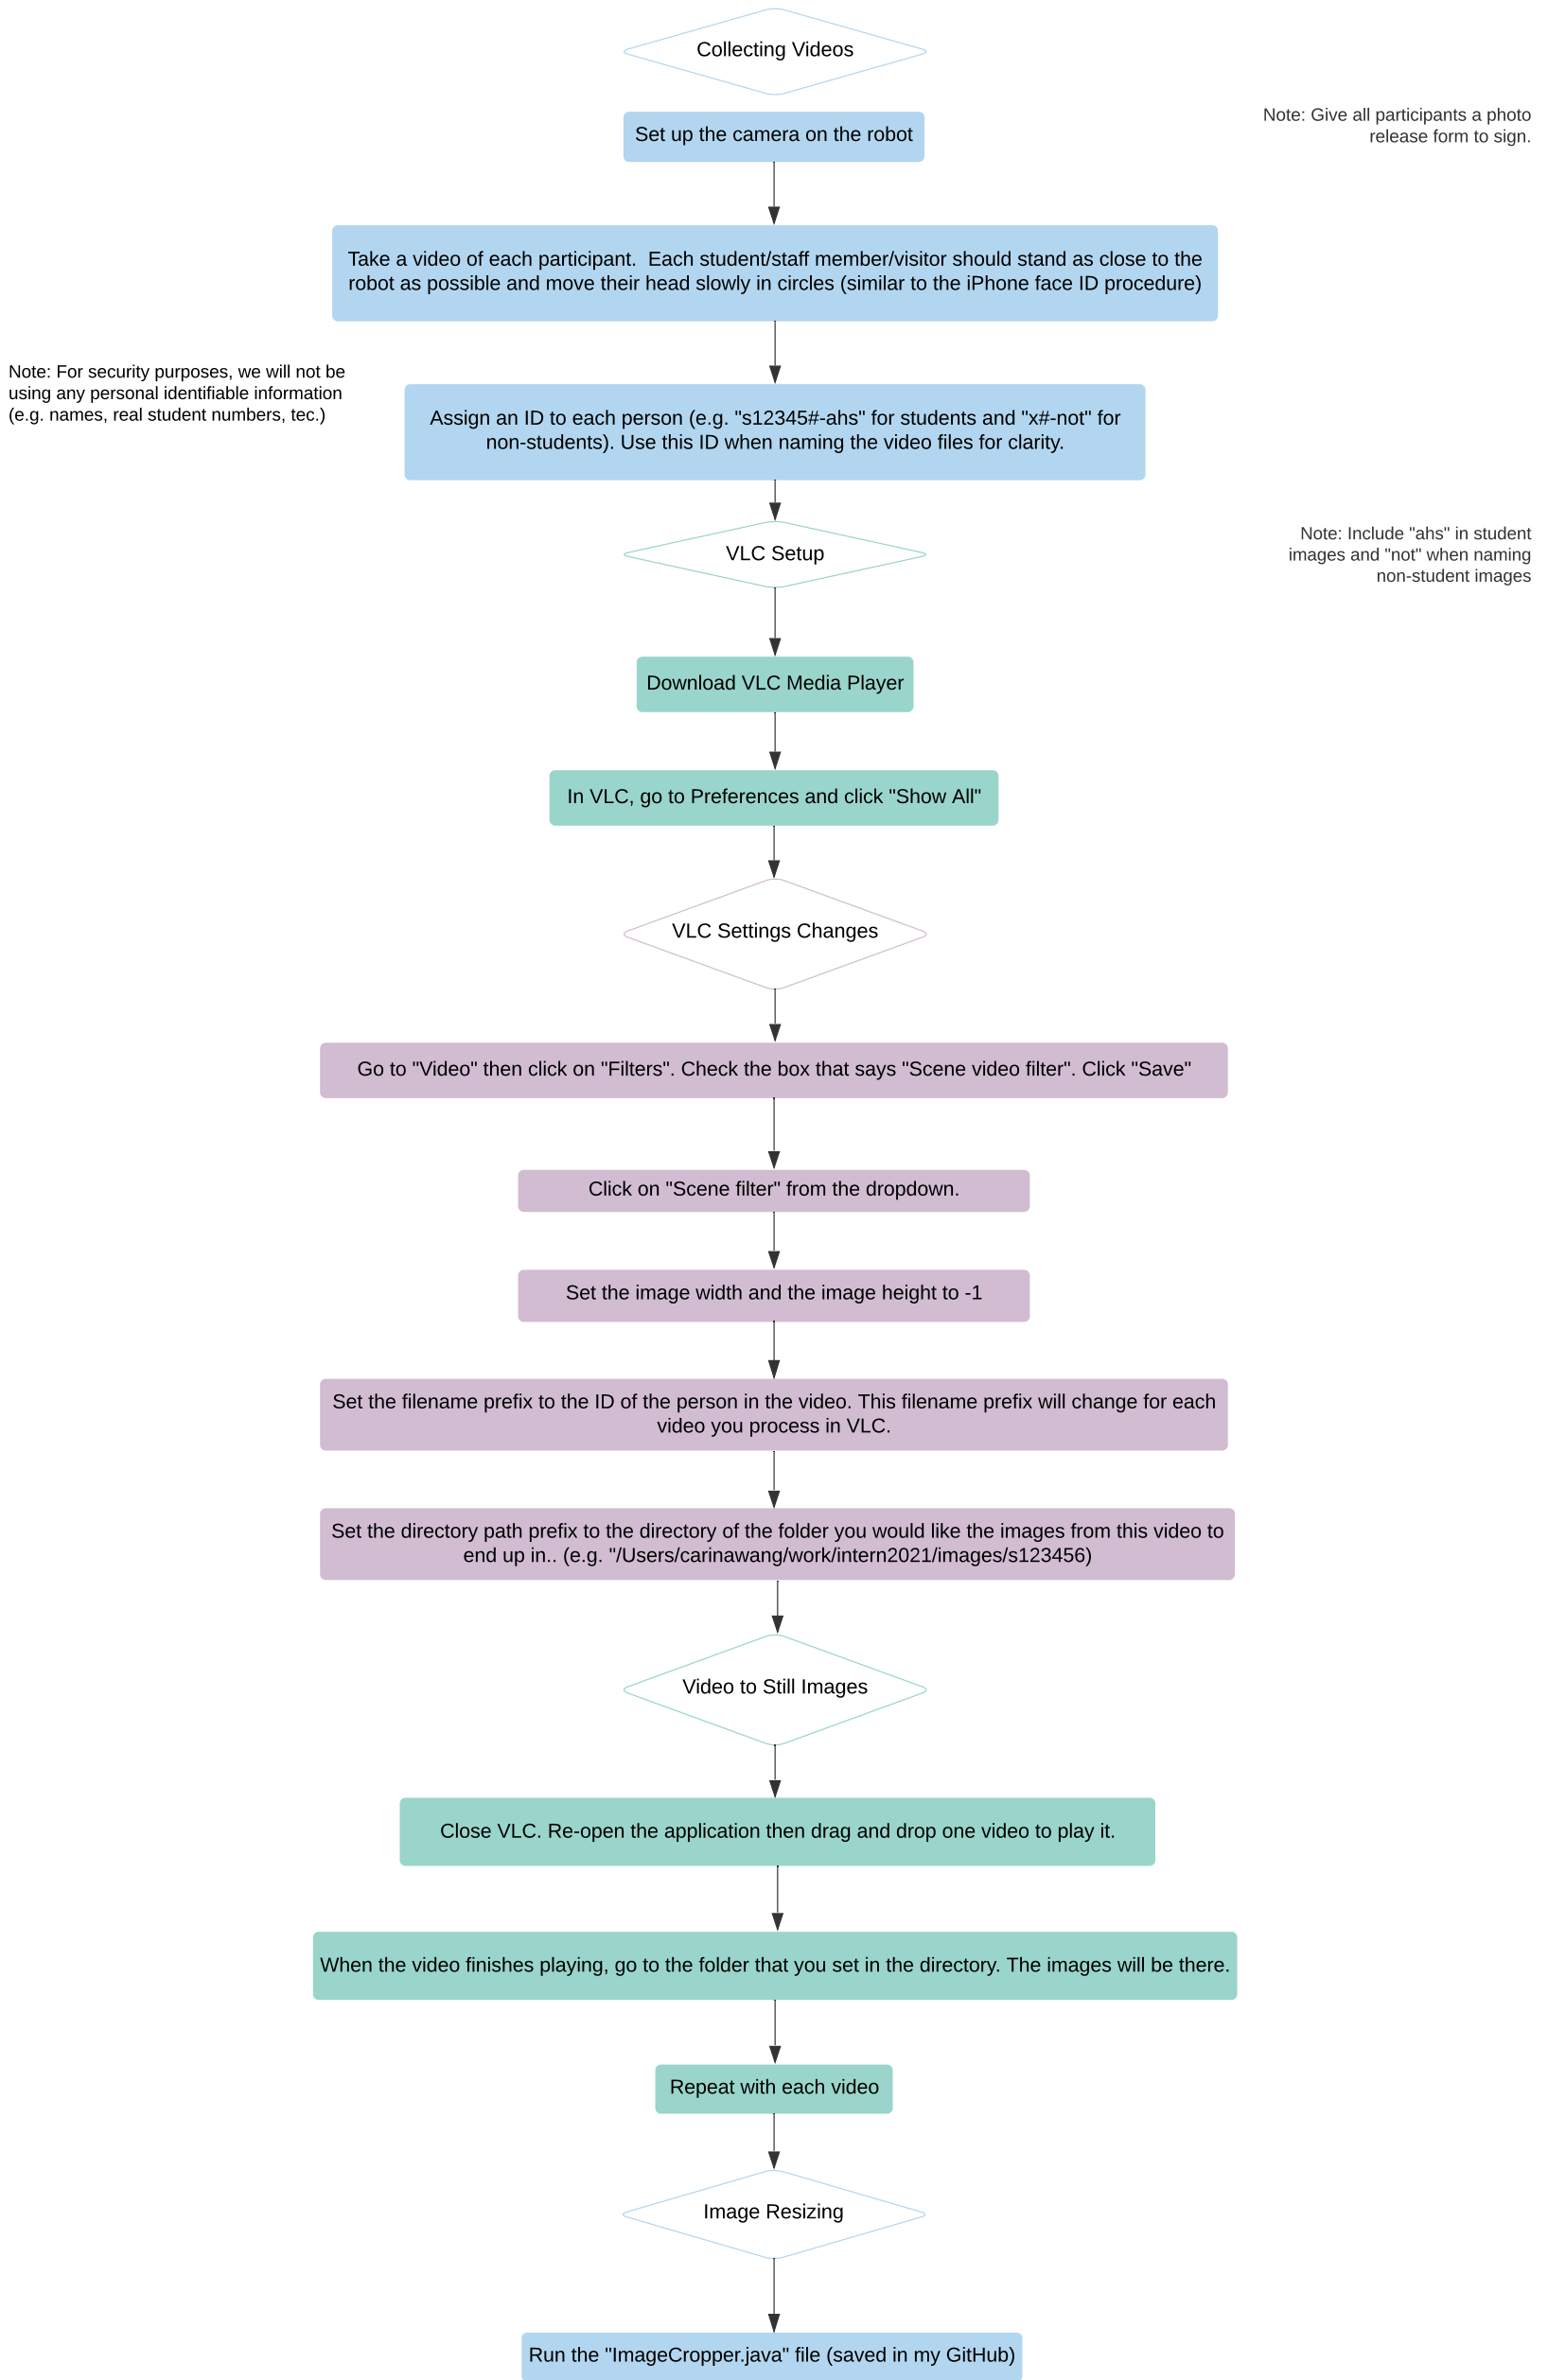 Collecting Videos
Set up the camera on the robot
Note: Give all participants a photo
release form to sign.
Take a video of each participant.  Each student/staff member/visitor should stand as close to the
robot as possible and move their head slowly in circles (similar to the iPhone face ID procedure)
Note: For security purposes, we will not be
using any personal identifiable information
(e.g. names, real student numbers, tec.)
Assign an ID to each person (e.g. "s12345#-ahs" for students and "x#-not" for
non-students). Use this ID when naming the video files for clarity.
VLC Setup
Note: Include "ahs" in student
images and "not" when naming
non-student images
Download VLC Media Player
In VLC, go to Preferences and click "Show All"
VLC Settings Changes
Go to "Video" then click on "Filters". Check the box that says "Scene video filter". Click "Save"
Click on "Scene filter" from the dropdown.
Set the image width and the image height to -1
Set the filename prefix to the ID of the person in the video. This filename prefix will change for each
video you process in VLC.
Set the directory path prefix to the directory of the folder you would like the images from this video to
end up in.. (e.g. "/Users/carinawang/work/intern2021/images/s123456)
Video to Still Images
Close VLC. Re-open the application then drag and drop one video to play it.
When the video finishes playing, go to the folder that you set in the directory. The images will be there.
Repeat with each video
Image Resizing
Run the "ImageCropper.java" file (saved in my GitHub)